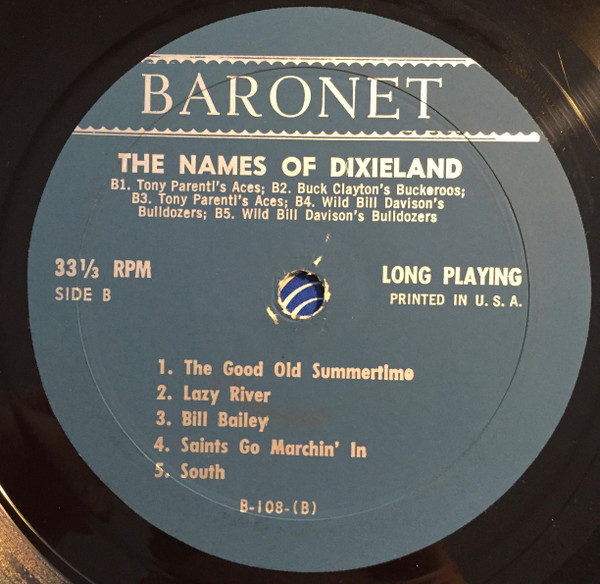 BARONET
THE NAMES OF DIXIELAND
B1. Tony Parenti's Aces; B2. Buck Clayton's Buckeroos;
B3. Tony Parenti's Aces; B4. Wild Bill Davison's
Bulldozers; B5. Wild Bill Davison's Bulldozers
33 1/3 RPM
SIDE B
LONG PLAYING
PRINTED IN U. S. A.
1. The Good Old Summertime
2. Lazy River
3. Bill Bailey
4. Saints Go Marchin' In
5. South
B-108-(B)